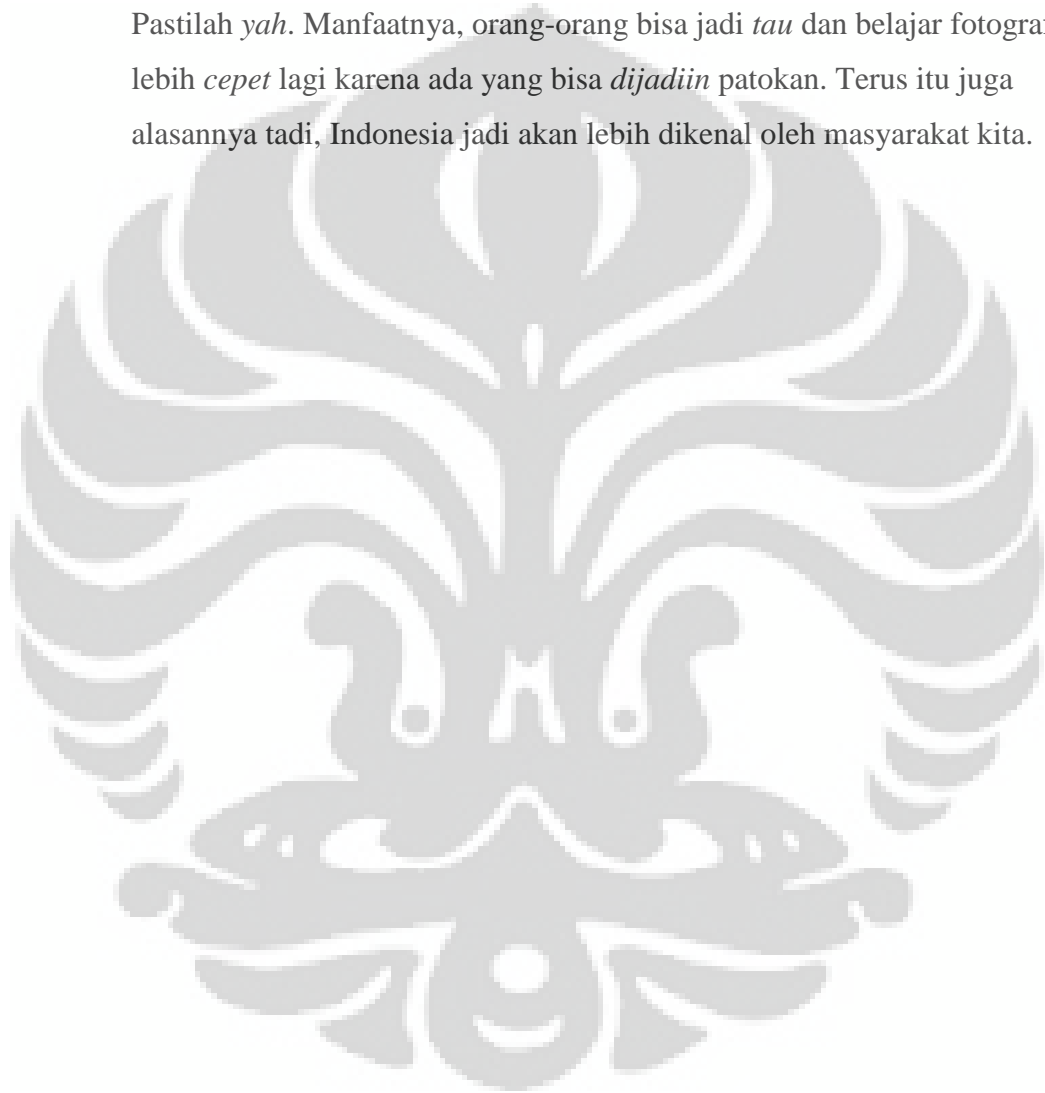 Pastilah yah. Manfaatnya, orang-orang bisa jadi tau dan belajar fotogra
lebih cepet lagi karena ada yang bisa dijadiin patokan. Terus itu juga
alasannya tadi, Indonesia jadi akan lebih dikenal oleh masyarakat kita.